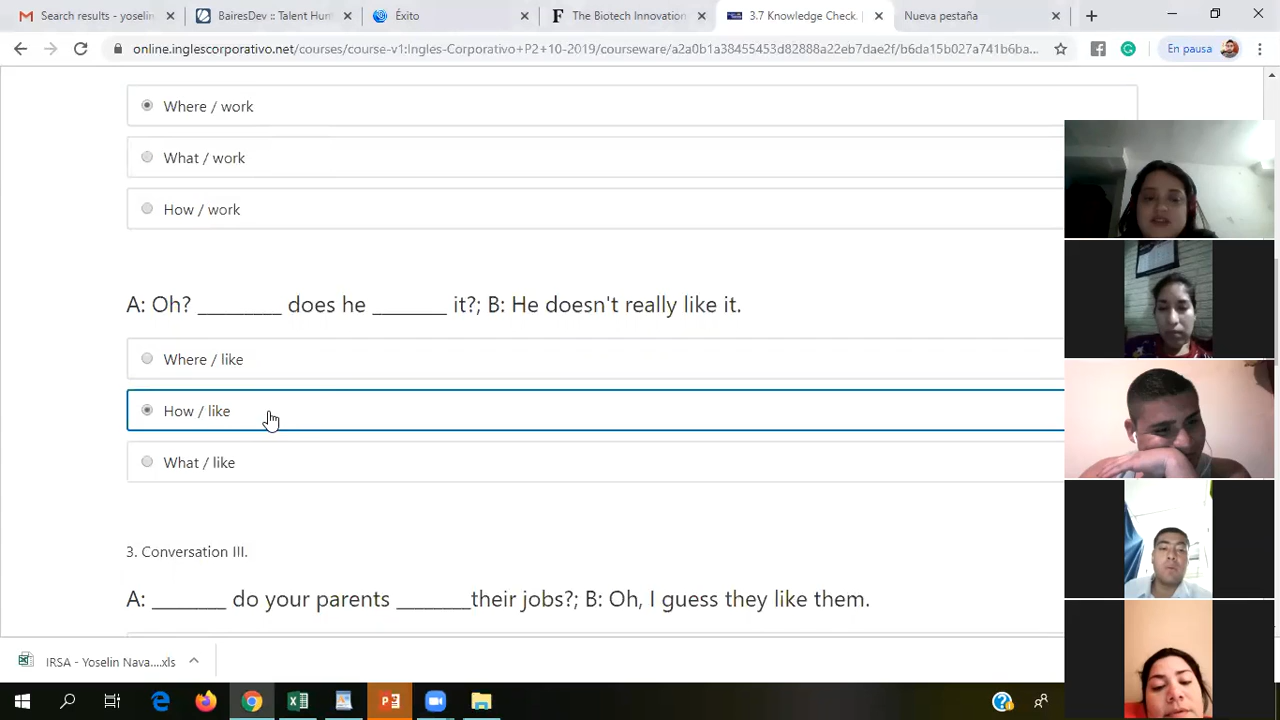 Search results - yoselin
BairesDev :: Talent Hun
Éxito
The Biotech Innovation
3.7 Knowledge Check.
Nueva pestaña
online.inglescorporativo.net/courses/course-v1:Ingles-Corporativo+P2+10-2019/courseware/a2a0b1a38455453d82888a22eb7dae2f/b6da15b027a741b6ba...
En pausa
Where / work
What / work
How / work
A: Oh? _________ does he ________ it?; B: He doesn't really like it.
Where / like
How / like
What / like
3. Conversation III.
A: ________ do your parents ________their jobs?; B: Oh, I guess they like them.
IRSA - Yoselin Nava....xls